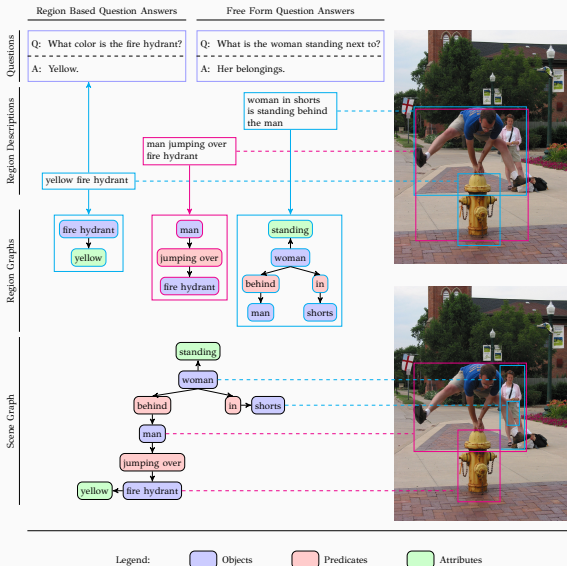 Region Based Question Answers
Free Form Question Answers
Questions
Q: What color is the fire hydrant?
A: Yellow.
Q: What is the woman standing next to?
A: Her belongings.
Region Descriptions
woman in shorts
is standing behind
the man
man jumping over
fire hydrant
yellow fire hydrant
Region Graphs
fire hydrant
yellow
man
jumping over
fire hydrant
standing
woman
behind
in
man
shorts
Scene Graph
standing
woman
behind
in
shorts
man
jumping over
yellow
fire hydrant
Legend:
Objects
Predicates
Attributes